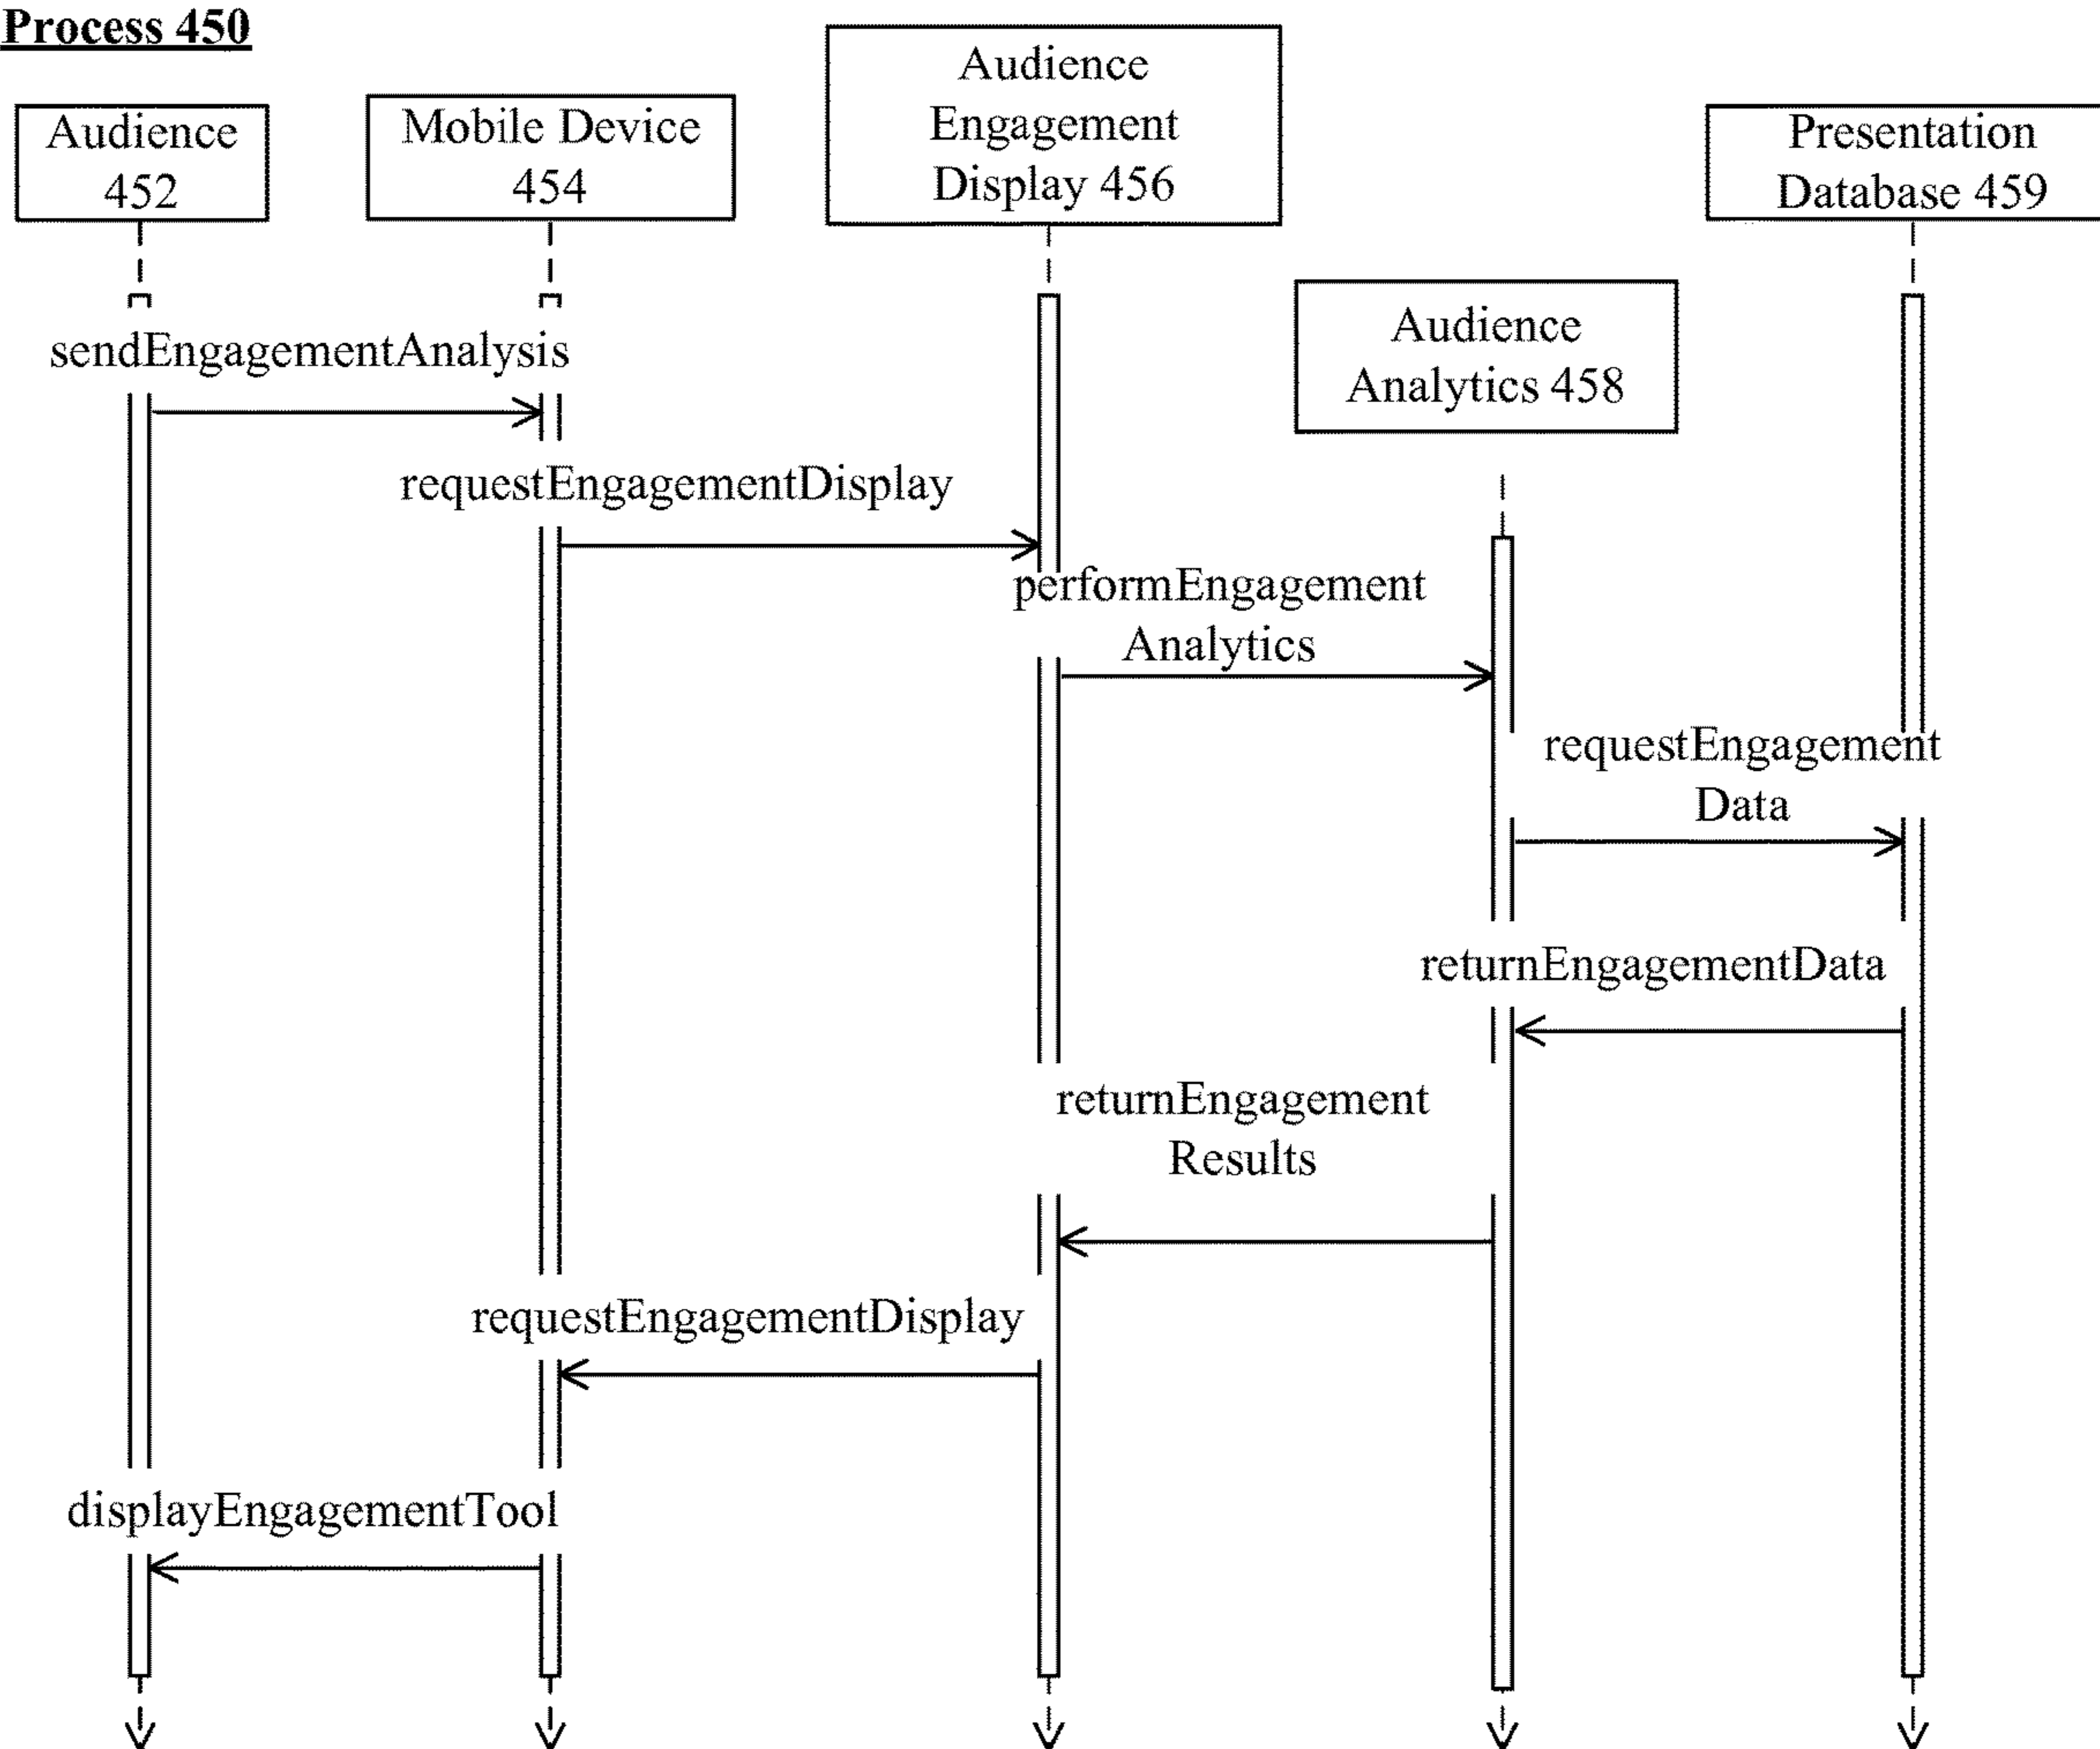 Process 450
Audience
452
Mobile Device
454
Audience
Engagement
Display 456
Presentation
Database 459
Audience
Analytics 458
sendEngagementAnalysis
requestEngagementDisplay
performEngagement
Analytics
requestEngagement
Data
returnEngagementData
returnEngagement
Results
requestEngagementDisplay
displayEngagementTool